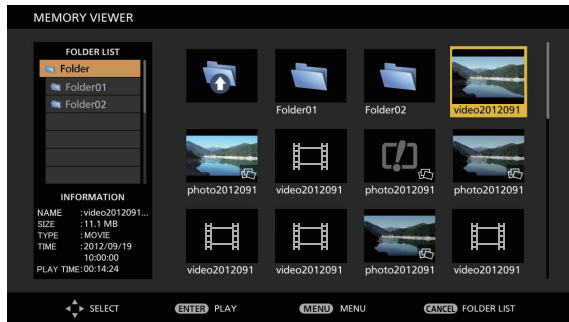 MEMORY VIEWER
FOLDER LIST
Folder
Folder01
Folder02
INFORMATION
NAME :video2012091...
SIZE :11.1 MB
TYPE :MOVIE
TIME :2012/09/19
10:00:00
PLAY TIME:00:14:24
Folder01 Folder02 video2012091
photo2012091 video2012091 photo2012091 photo2012091
video2012091 video2012091 photo2012091 video2012091
SELECT ENTER PLAY MENU MENU CANCEL FOLDER LIST